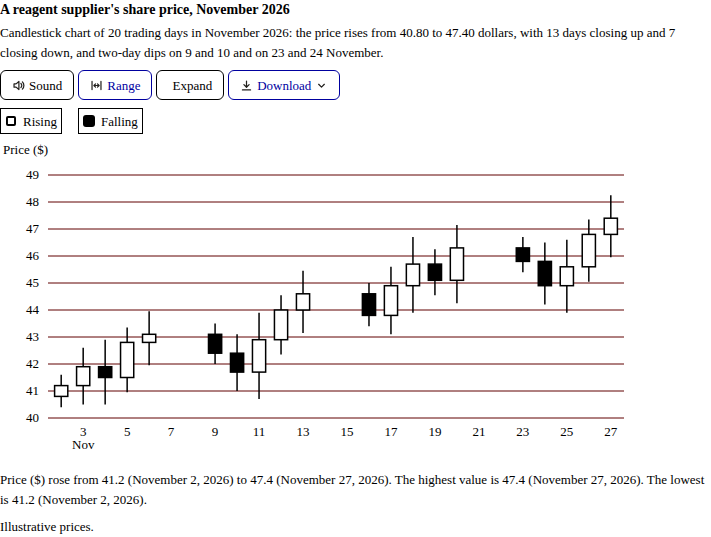 A reagent supplier's share price, November 2026
Candlestick chart of 20 trading days in November 2026: the price rises from 40.80 to 47.40 dollars, with 13 days closing up and 7
closing down, and two-day dips on 9 and 10 and on 23 and 24 November.
Sound Range Expand Download
Rising Falling
Price ($)
49
48
47
46
45
44
43
42
41
40
3 5 7 9 11 13 15 17 19 21 23 25 27
Nov
Price ($) rose from 41.2 (November 2, 2026) to 47.4 (November 27, 2026). The highest value is 47.4 (November 27, 2026). The lowest
is 41.2 (November 2, 2026).
Illustrative prices.